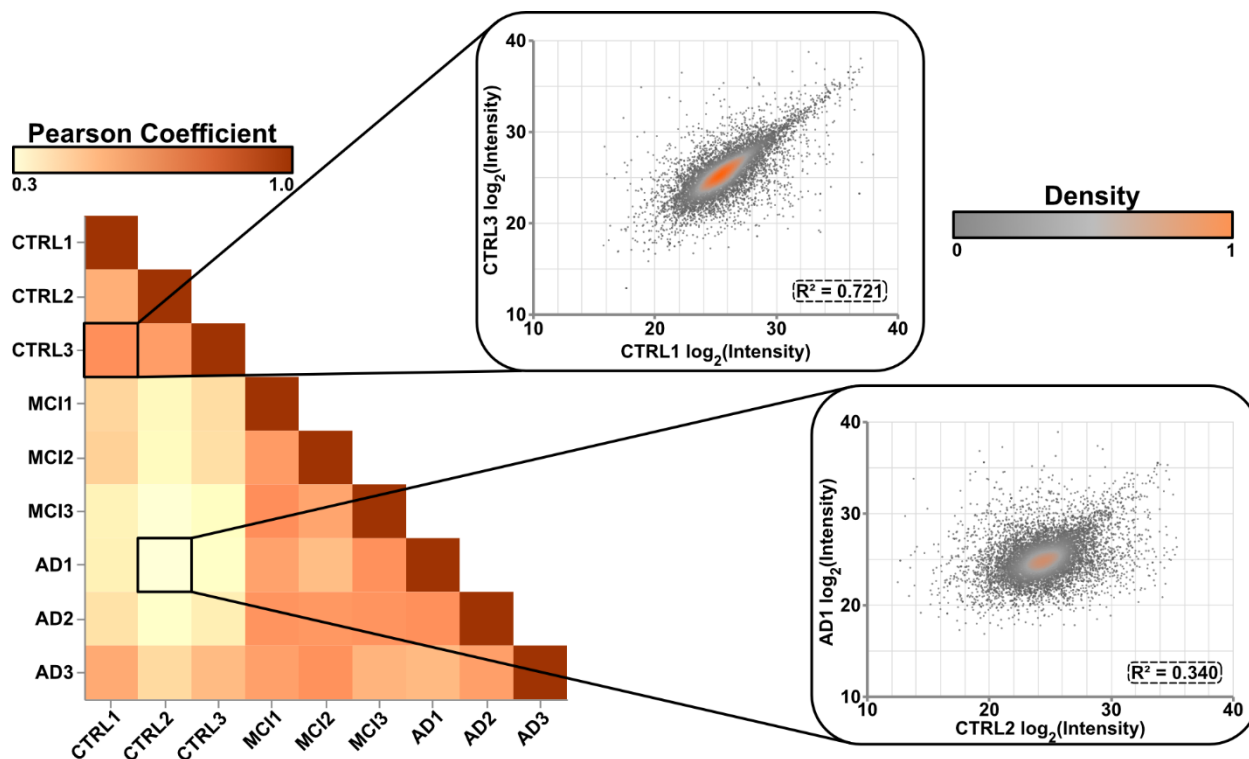 Pearson Coefficient
0.3 1.0
CTRL1
CTRL2
CTRL3
MCI1
MCI2
MCI3
AD1
AD2
AD3
CTRL1 CTRL2 CTRL3 MCI1 MCI2 MCI3 AD1 AD2 AD3
40
30
20
10
CTRL3 log₂(Intensity)
R² = 0.721
10 20 30 40
CTRL1 log₂(Intensity)
Density
0 1
40
30
20
10
AD1 log₂(Intensity)
R² = 0.340
10 20 30 40
CTRL2 log₂(Intensity)